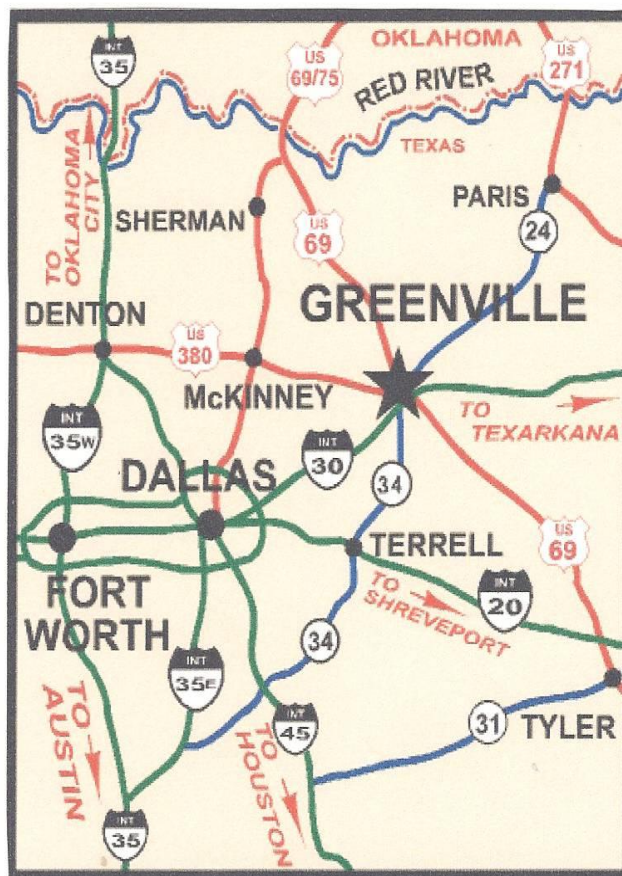 INT
35
US
69/75
OKLAHOMA
US
271
RED RIVER
TEXAS
TO
OKLAHOMA
CITY
SHERMAN
PARIS
US
69
24
GREENVILLE
DENTON
US
380
McKINNEY
TO
TEXARKANA
INT
35W
INT
30
34
DALLAS
US
69
TERRELL
FORT
WORTH
TO
SHREVEPORT
INT
20
34
INT
35E
TO
AUSTIN
INT
45
31
TYLER
TO
HOUSTON
INT
35